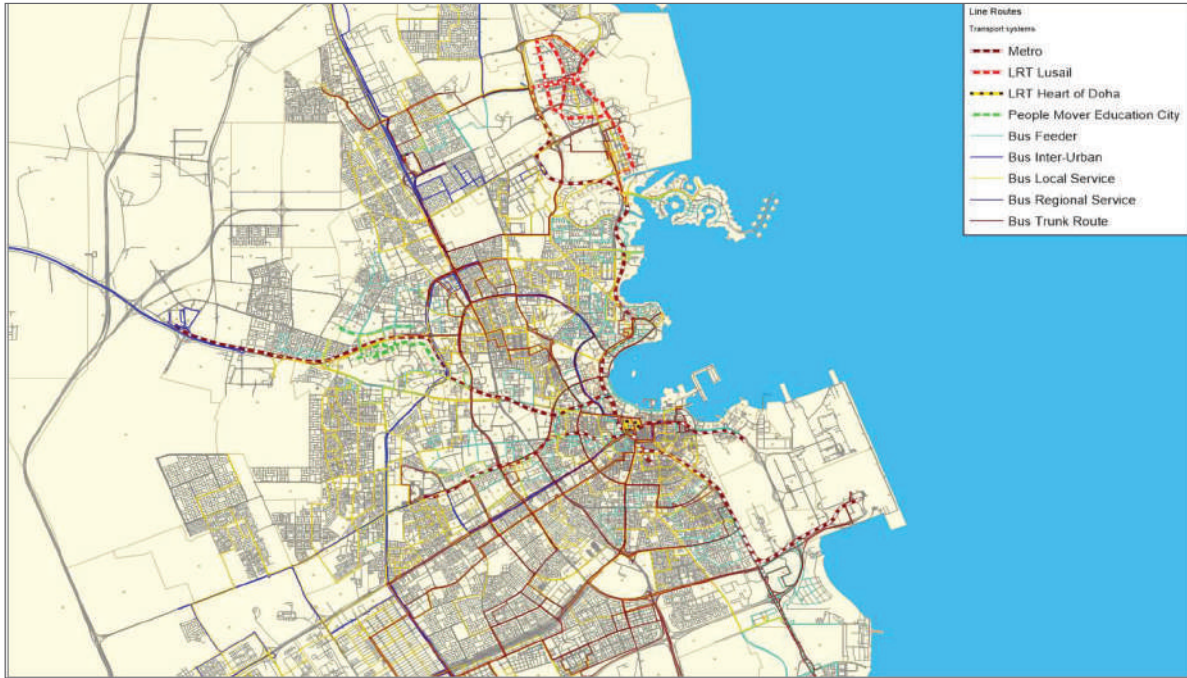 Line Routes
Transport systems
Metro
LRT Lusail
LRT Heart of Doha
People Mover Education City
Bus Feeder
Bus Inter-Urban
Bus Local Service
Bus Regional Service
Bus Trunk Route